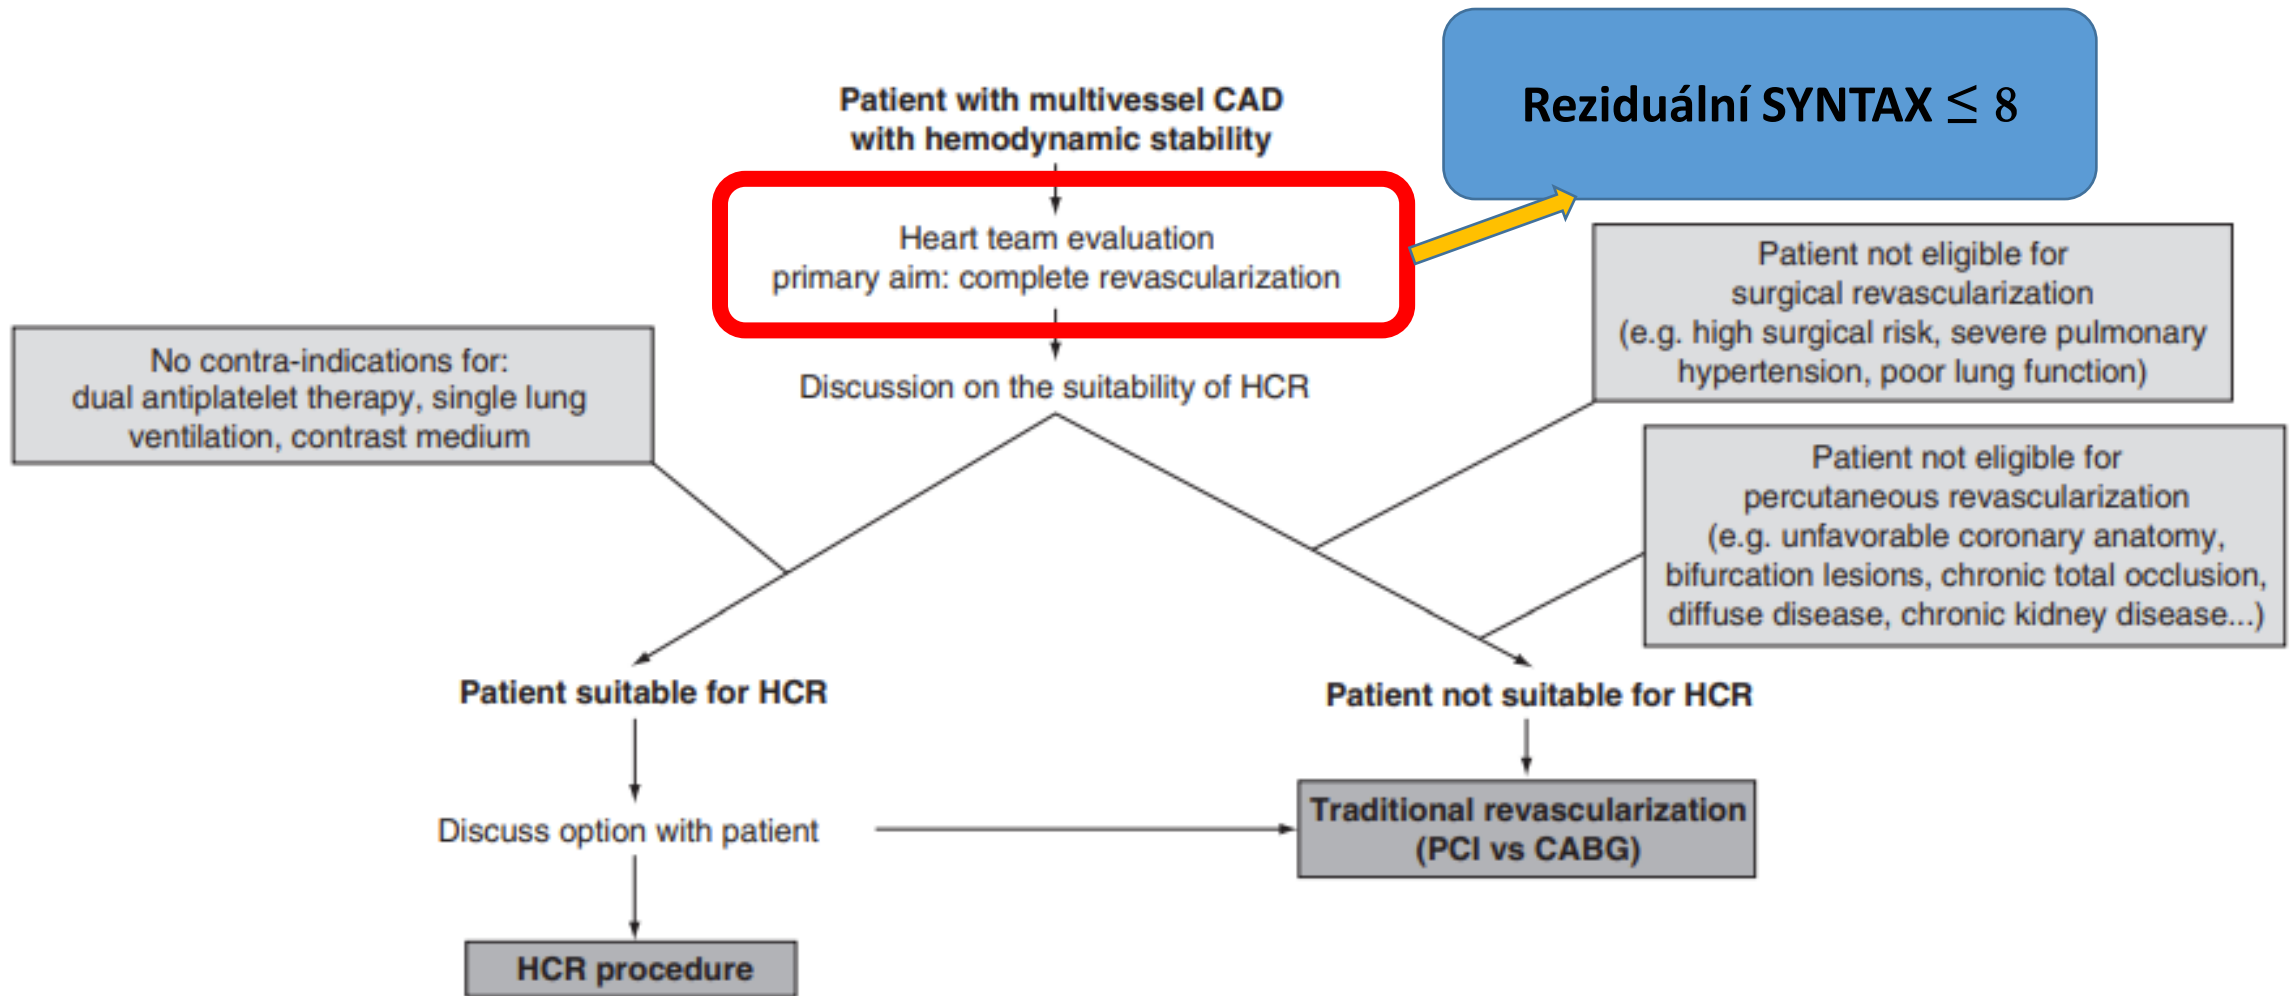 Patient with multivessel CAD
with hemodynamic stability
Reziduální SYNTAX ≤ 8
Heart team evaluation
primary aim: complete revascularization
Patient not eligible for
surgical revascularization
(e.g. high surgical risk, severe pulmonary
hypertension, poor lung function)
No contra-indications for:
dual antiplatelet therapy, single lung
ventilation, contrast medium
Discussion on the suitability of HCR
Patient not eligible for
percutaneous revascularization
(e.g. unfavorable coronary anatomy,
bifurcation lesions, chronic total occlusion,
diffuse disease, chronic kidney disease...)
Patient suitable for HCR
Patient not suitable for HCR
Discuss option with patient
Traditional revascularization
(PCI vs CABG)
HCR procedure